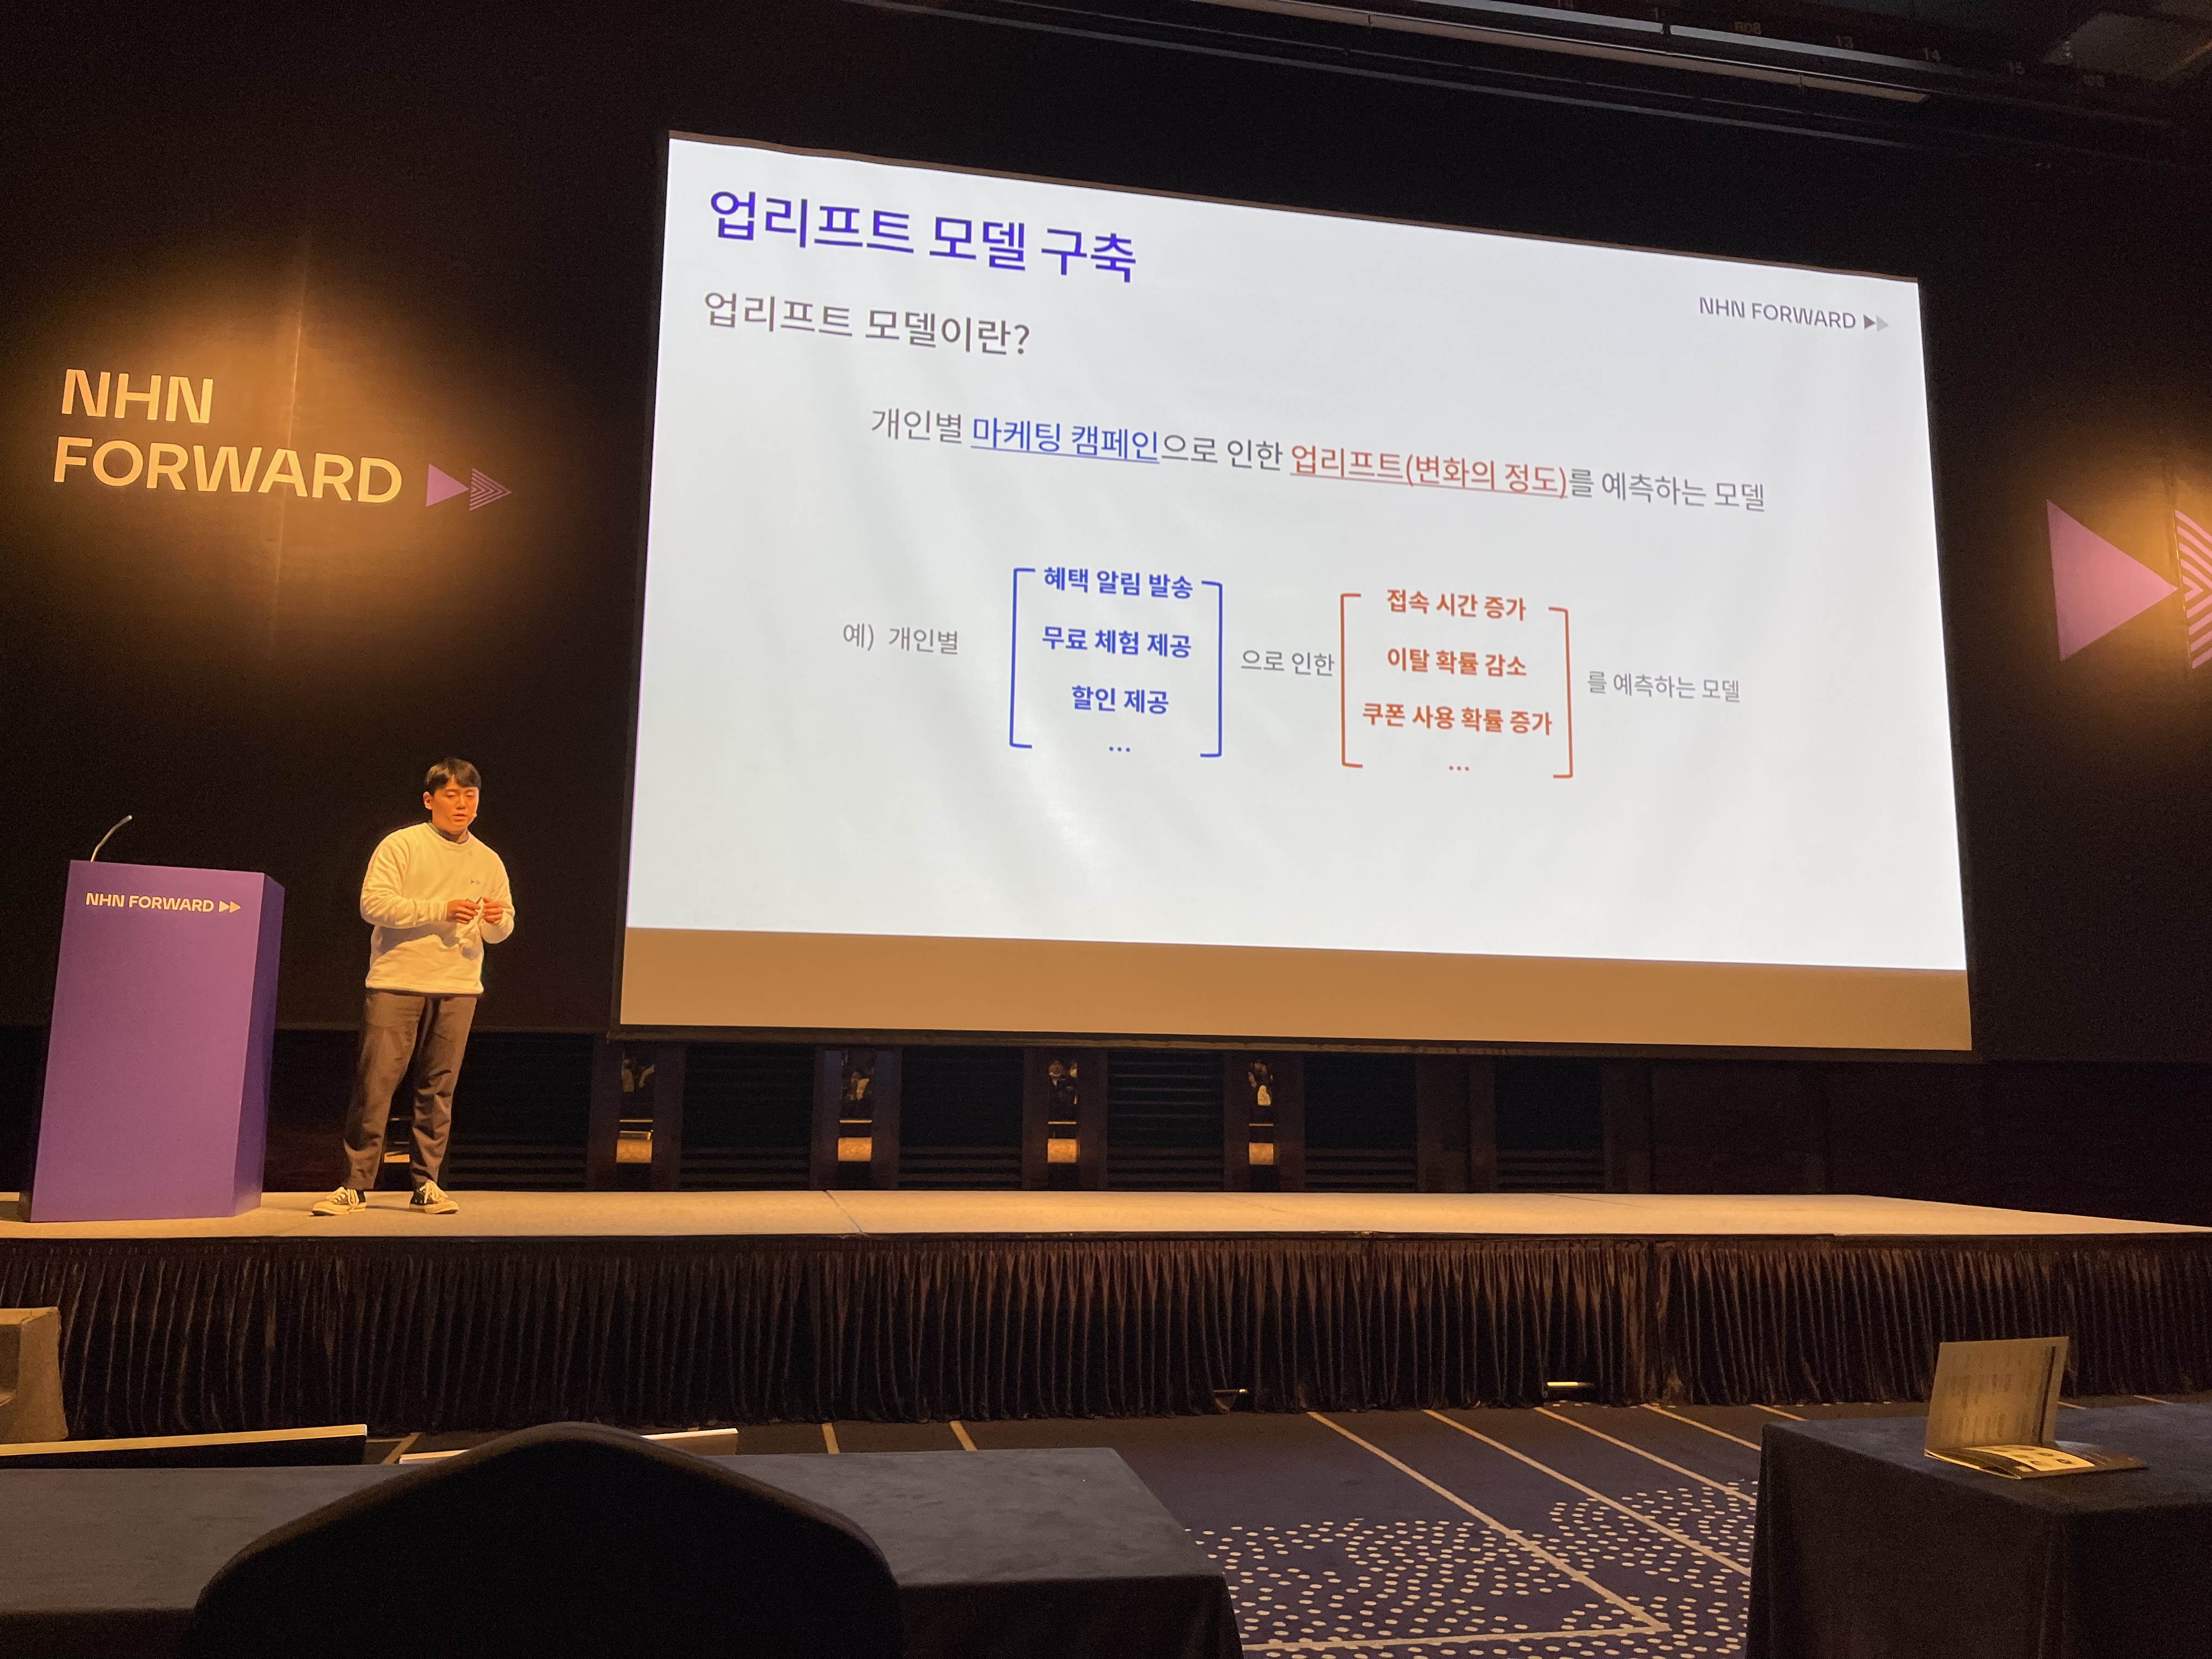 업리프트 모델 구축
NHN FORWARD
업리프트 모델이란?
개인별 마케팅 캠페인으로 인한 업리프트(변화의 정도)를 예측하는 모델
예) 개인별
혜택 알림 발송
무료 체험 제공
할인 제공
...
으로 인한
접속 시간 증가
이탈 확률 감소
쿠폰 사용 확률 증가
...
를 예측하는 모델
NHN
FORWARD
NHN FORWARD
13
14
15